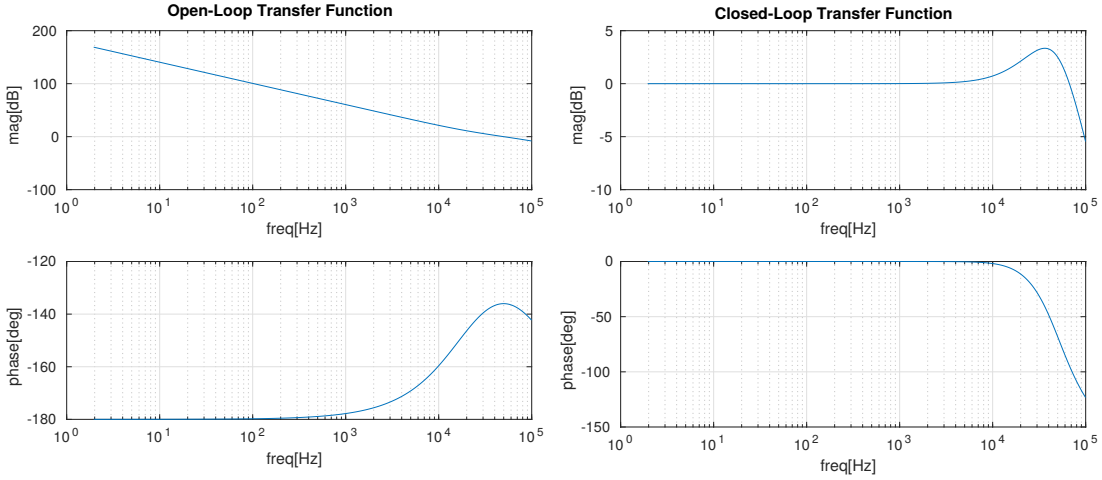 Open-Loop Transfer Function
200
100
0
-100
mag[dB]
10^0 10^1 10^2 10^3 10^4 10^5
freq[Hz]
Closed-Loop Transfer Function
5
0
-5
-10
mag[dB]
10^0 10^1 10^2 10^3 10^4 10^5
freq[Hz]
-120
-140
-160
-180
phase[deg]
10^0 10^1 10^2 10^3 10^4 10^5
freq[Hz]
0
-50
-100
-150
phase[deg]
10^0 10^1 10^2 10^3 10^4 10^5
freq[Hz]